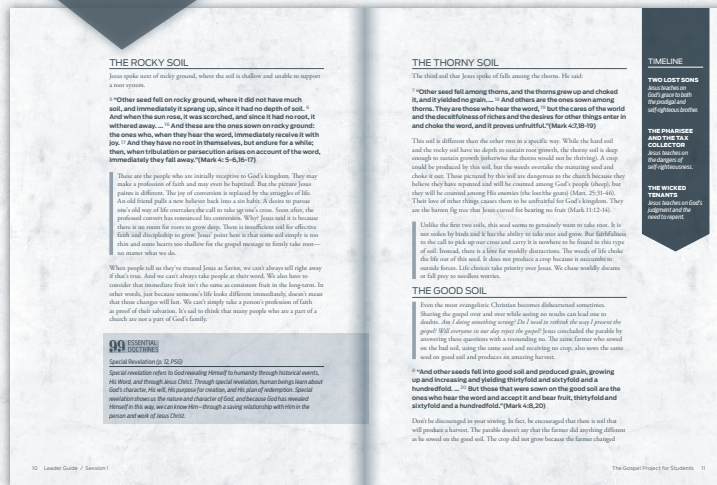 THE ROCKY SOIL
Jesus spoke next of rocky ground, where the soil is shallow and unable to support
a root system.
5 "Other seed fell on rocky ground, where it did not have much
soil, and immediately it sprang up, since it had no depth of soil. 6
And when the sun rose, it was scorched, and since it had no root, it
withered away. ... 16 And these are the ones sown on rocky ground:
the ones who, when they hear the word, immediately receive it with
joy. 17 And they have no root in themselves, but endure for a while;
then, when tribulation or persecution arises on account of the word,
immediately they fall away."(Mark 4: 5-6,16-17)
These are the people who are initially receptive to God's kingdom. They may
make a profession of faith and may even be baptized. But the picture Jesus
paints is different. The joy of conversion is replaced by the struggles of life.
An old friend pulls a new believer back into a sin habit. A desire to pursue
one's old way of life overtakes the call to take up one's cross. Soon after, the
professed convert has renounced his conversion. Why? Jesus said it is because
there is no room for roots to grow deep. There is insufficient soil for effective
faith and discipleship to grow. Jesus' point here is that some soil simply is too
thin and some hearts too shallow for the gospel message to firmly take root—
no matter what we do.
When people tell us they've trusted Jesus as Savior, we can't always tell right away
if that's true. And we can't always take people at their word. We also have to
consider that immediate fruit isn't the same as consistent fruit in the long-term. In
other words, just because someone's life looks different immediately, doesn't mean
that those changes will last. We can't simply take a person's profession of faith
as proof of their salvation. It's sad to think that many people who are a part of a
church are not a part of God's family.
99 ESSENTIAL
DOCTRINES
Special Revelation (p. 12, PSG)
Special revelation refers to God revealing Himself to humanity through historical events,
His Word, and through Jesus Christ. Through special revelation, human beings learn about
God's character, His will, His purpose for creation, and His plan of redemption. Special
revelation shows us the nature and character of God, and because God has revealed
Himself in this way, we can know Him—through a saving relationship with Him in the
person and work of Jesus Christ.
10 Leader Guide / Session 1
THE THORNY SOIL
The third soil that Jesus spoke of falls among the thorns. He said:
7 "Other seed fell among thorns, and the thorns grew up and choked
it, and it yielded no grain. ... 18 And others are the ones sown among
thorns. They are those who hear the word, 19 but the cares of the world
and the deceitfulness of riches and the desires for other things enter in
and choke the word, and it proves unfruitful."(Mark 4:7,18-19)
This soil is different than the other two in a specific way. While the hard soil
and the rocky soil have no depth to sustain root growth, the thorny soil is deep
enough to sustain growth (otherwise the thorns would not be thriving). A crop
could be produced by this soil, but the weeds overtake the maturing seed and
choke it out. Those pictured by this soil are dangerous to the church because they
believe they have repented and will be counted among God's people (sheep), but
they will be counted among His enemies (the lost/the goats) (Matt. 25:31-46).
Their love of other things causes them to be unfruitful for God's kingdom. They
are the barren fig tree that Jesus cursed for bearing no fruit (Mark 11:12-14).
Unlike the first two soils, this seed seems to genuinely want to take root. It is
not stolen by birds and it has the ability to take root and grow. But faithfulness
to the call to pick up our cross and carry it is nowhere to be found in this type
of soil. Instead, there is a love for worldly distractions. The weeds of life choke
the life out of this seed. It does not produce a crop because it succumbs to
outside forces. Life choices take priority over Jesus. We chase worldly dreams
or fall prey to needless worries.
THE GOOD SOIL
Even the most evangelistic Christian becomes disheartened sometimes.
Sharing the gospel over and over while seeing no results can lead one to
doubts. Am I doing something wrong? Do I need to rethink the way I present the
gospel? Will everyone in our day reject the gospel? Jesus concluded the parable by
answering these questions with a resounding no. The same farmer who sowed
on the bad soil, using the same seed and receiving no crop, also sows the same
seed on good soil and produces an amazing harvest.
8 "And other seeds fell into good soil and produced grain, growing
up and increasing and yielding thirtyfold and sixtyfold and a
hundredfold. ... 20 But those that were sown on the good soil are the
ones who hear the word and accept it and bear fruit, thirtyfold and
sixtyfold and a hundredfold."(Mark 4:8,20)
Don't be discouraged in your sowing. In fact, be encouraged that there is soil that
will produce a harvest. The parable doesn't say that the farmer did anything different
as he sowed on the good soil. The crop did not grow because the farmer changed
TIMELINE
TWO LOST SONS
Jesus teaches on
God's grace to both
the prodigal and
self-righteous brother.
THE PHARISEE
AND THE TAX
COLLECTOR
Jesus teaches on
the dangers of
self-righteousness.
THE WICKED
TENANTS
Jesus teaches on God's
judgment and the
need to repent.
The Gospel Project for Students 11